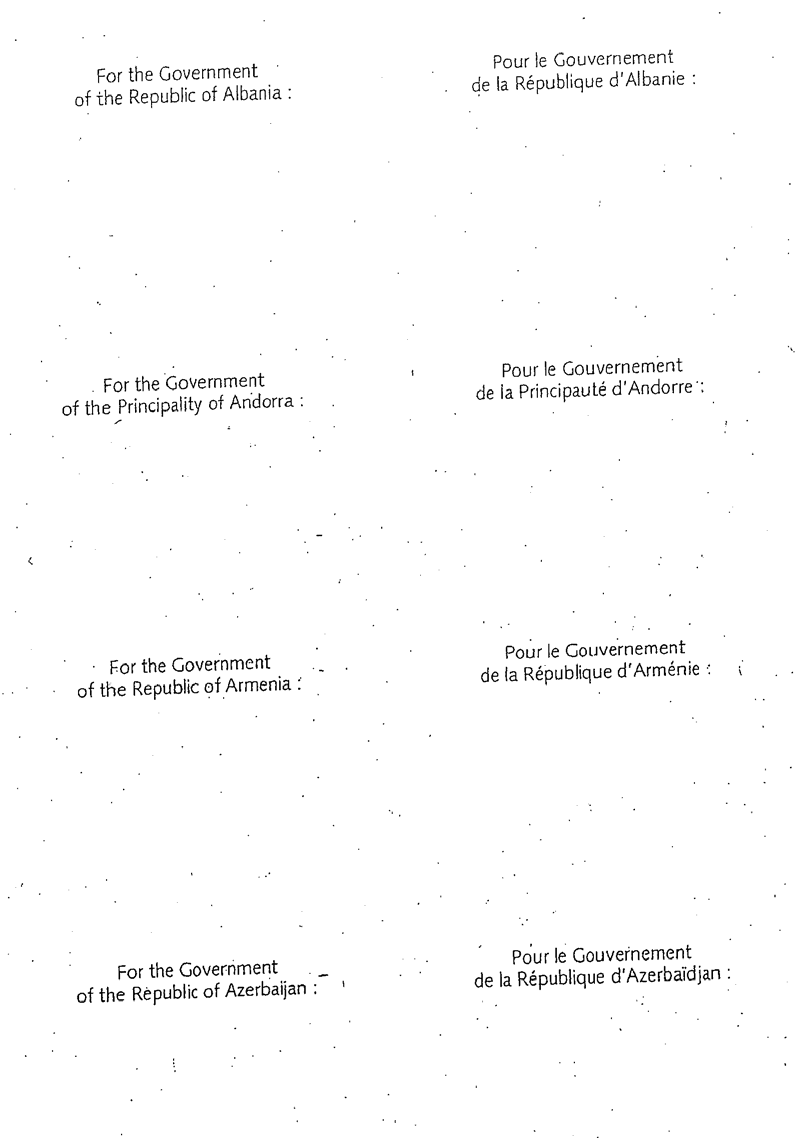 For the Government
of the Republic of Albania :
Pour le Gouvernement
de la République d'Albanie :
For the Government
of the Principality of Andorra :
Pour le Gouvernement
de la Principauté d'Andorre :
For the Government
of the Republic of Armenia :
Pour le Gouvernement
de la République d'Arménie :
For the Government
of the Republic of Azerbaijan :
Pour le Gouvernement
de la République d'Azerbaïdjan :